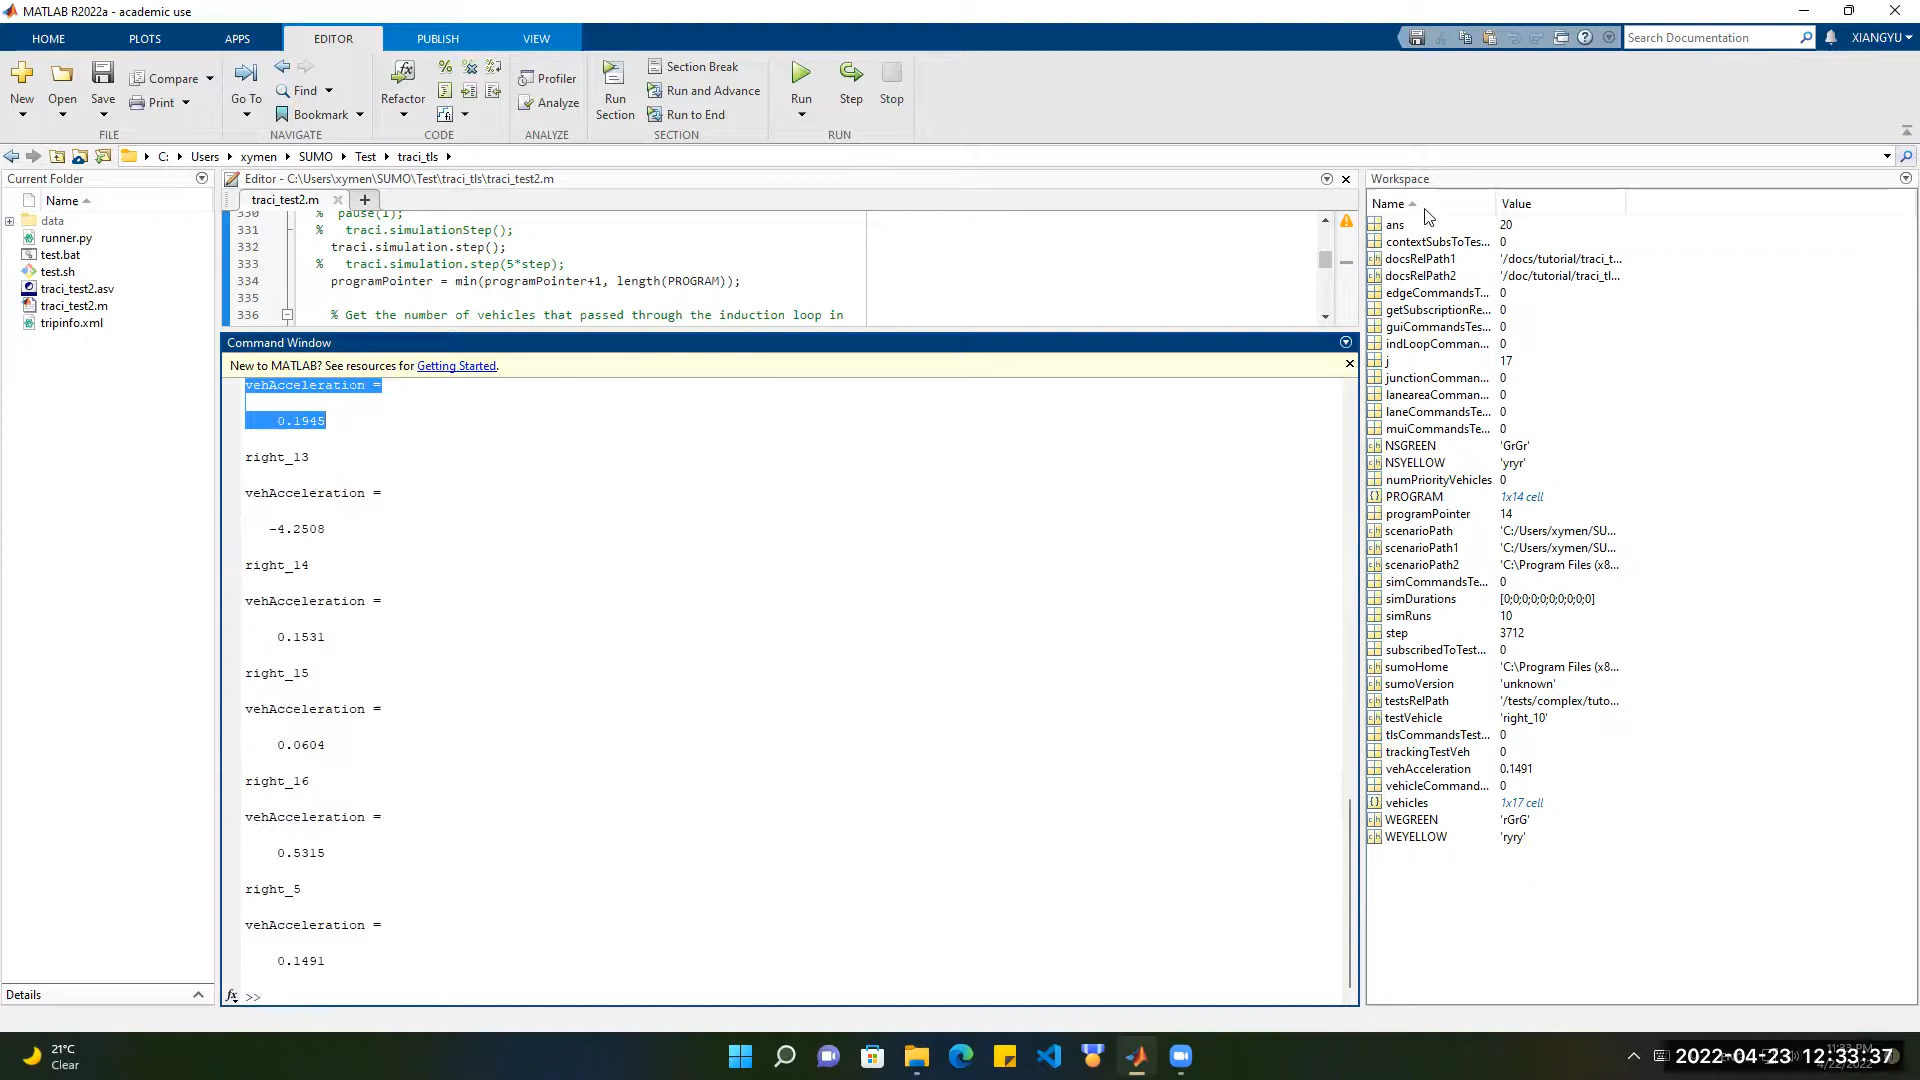 MATLAB R2022a - academic use
HOME
PLOTS
APPS
EDITOR
PUBLISH
VIEW
Search Documentation
XIANGYU
New
Open
Save
Compare
Print
FILE
Go To
Find
Bookmark
NAVIGATE
Refactor
CODE
Profiler
Analyze
ANALYZE
Run Section
Section Break
Run and Advance
Run to End
SECTION
Run
Step
Stop
RUN
C: Users xymen SUMO Test traci_tls
Current Folder
Name
data
runner.py
test.bat
test.sh
traci_test2.asv
traci_test2.m
tripinfo.xml
Details
Editor - C:\Users\xymen\SUMO\Test\traci_tls\traci_test2.m
traci_test2.m
330 % pause(1);
331 % traci.simulationStep();
332 traci.simulation.step();
333 % traci.simulation.step(5*step);
334 programPointer = min(programPointer+1, length(PROGRAM));
335
336 % Get the number of vehicles that passed through the induction loop in
Command Window
New to MATLAB? See resources for Getting Started.
vehAcceleration =
0.1945
right_13
vehAcceleration =
-4.2508
right_14
vehAcceleration =
0.1531
right_15
vehAcceleration =
0.0604
right_16
vehAcceleration =
0.5315
right_5
vehAcceleration =
0.1491
fx >>
Workspace
Name Value
ans 20
contextSubsToTes... 0
docsRelPath1 '/docs/tutorial/traci_t...
docsRelPath2 '/doc/tutorial/traci_tl...
edgeCommandsT... 0
getSubscriptionRe... 0
guiCommandsTes... 0
indLoopComman... 0
j 17
junctionComman... 0
laneareaComman... 0
laneCommandsTe... 0
muiCommandsTe... 0
NSGREEN 'GrGr'
NSYELLOW 'yryr'
numPriorityVehicles 0
PROGRAM 1x14 cell
programPointer 14
scenarioPath 'C:/Users/xymen/SU...
scenarioPath1 'C:/Users/xymen/SU...
scenarioPath2 'C:\Program Files (x8...
simCommandsTe... 0
simDurations [0;0;0;0;0;0;0;0;0;0]
simRuns 10
step 3712
subscribedToTest... 0
sumoHome 'C:\Program Files (x8...
sumoVersion 'unknown'
testsRelPath '/tests/complex/tuto...
testVehicle 'right_10'
tlsCommandsTest... 0
trackingTestVeh 0
vehAcceleration 0.1491
vehicleCommand... 0
vehicles 1x17 cell
WEGREEN 'rGrG'
WEYELLOW 'ryry'
21°C
Clear
2022-04-23 12:33:37
4/22/2022